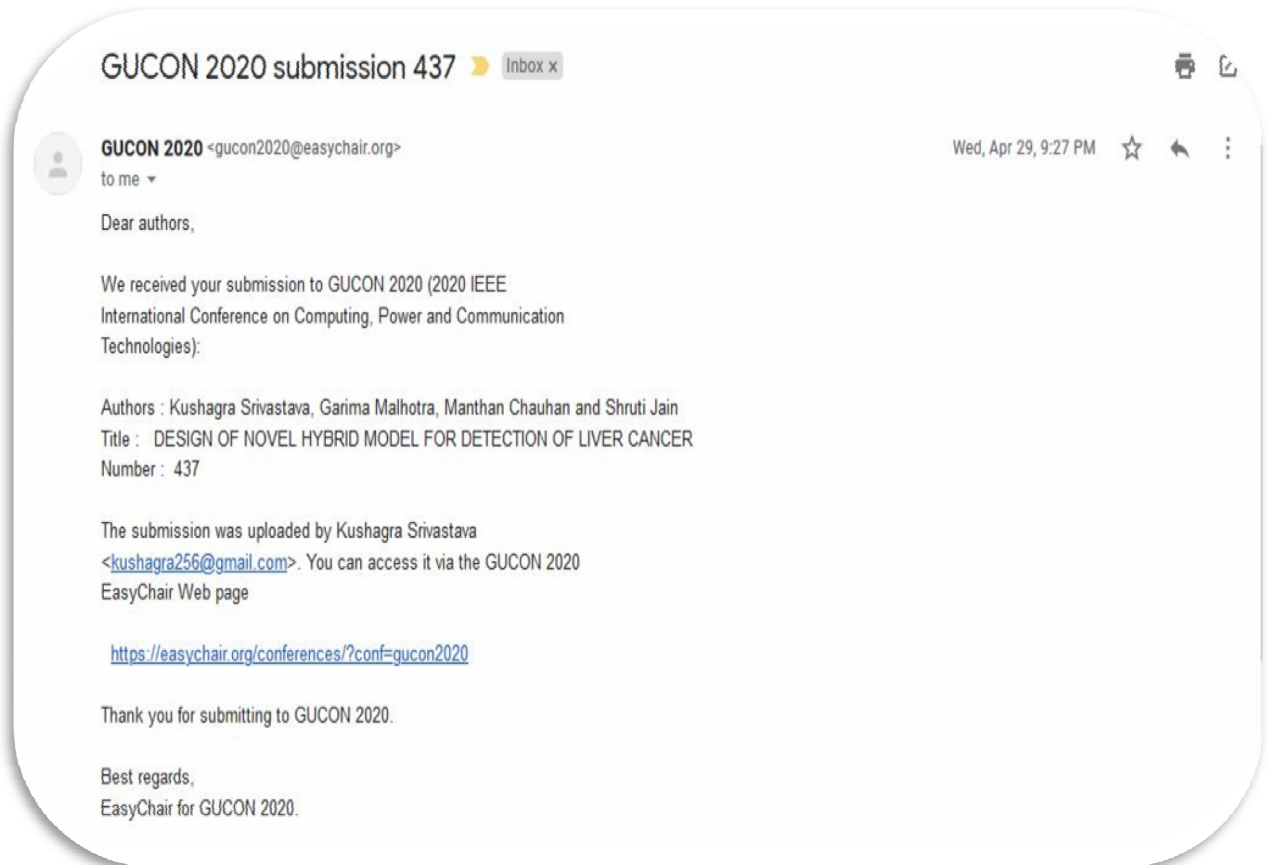 GUCON 2020 submission 437 Inbox x
GUCON 2020 <gucon2020@easychair.org> Wed, Apr 29, 9:27 PM
to me
Dear authors,
We received your submission to GUCON 2020 (2020 IEEE
International Conference on Computing, Power and Communication
Technologies):
Authors : Kushagra Srivastava, Garima Malhotra, Manthan Chauhan and Shruti Jain
Title : DESIGN OF NOVEL HYBRID MODEL FOR DETECTION OF LIVER CANCER
Number : 437
The submission was uploaded by Kushagra Srivastava
<kushagra256@gmail.com>. You can access it via the GUCON 2020
EasyChair Web page
https://easychair.org/conferences/?conf=gucon2020
Thank you for submitting to GUCON 2020.
Best regards,
EasyChair for GUCON 2020.